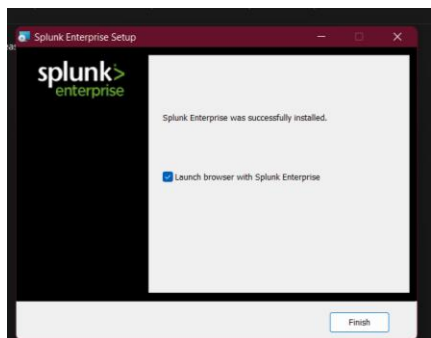 Splunk Enterprise Setup
splunk>
enterprise
Splunk Enterprise was successfully installed.
Launch browser with Splunk Enterprise
Finish